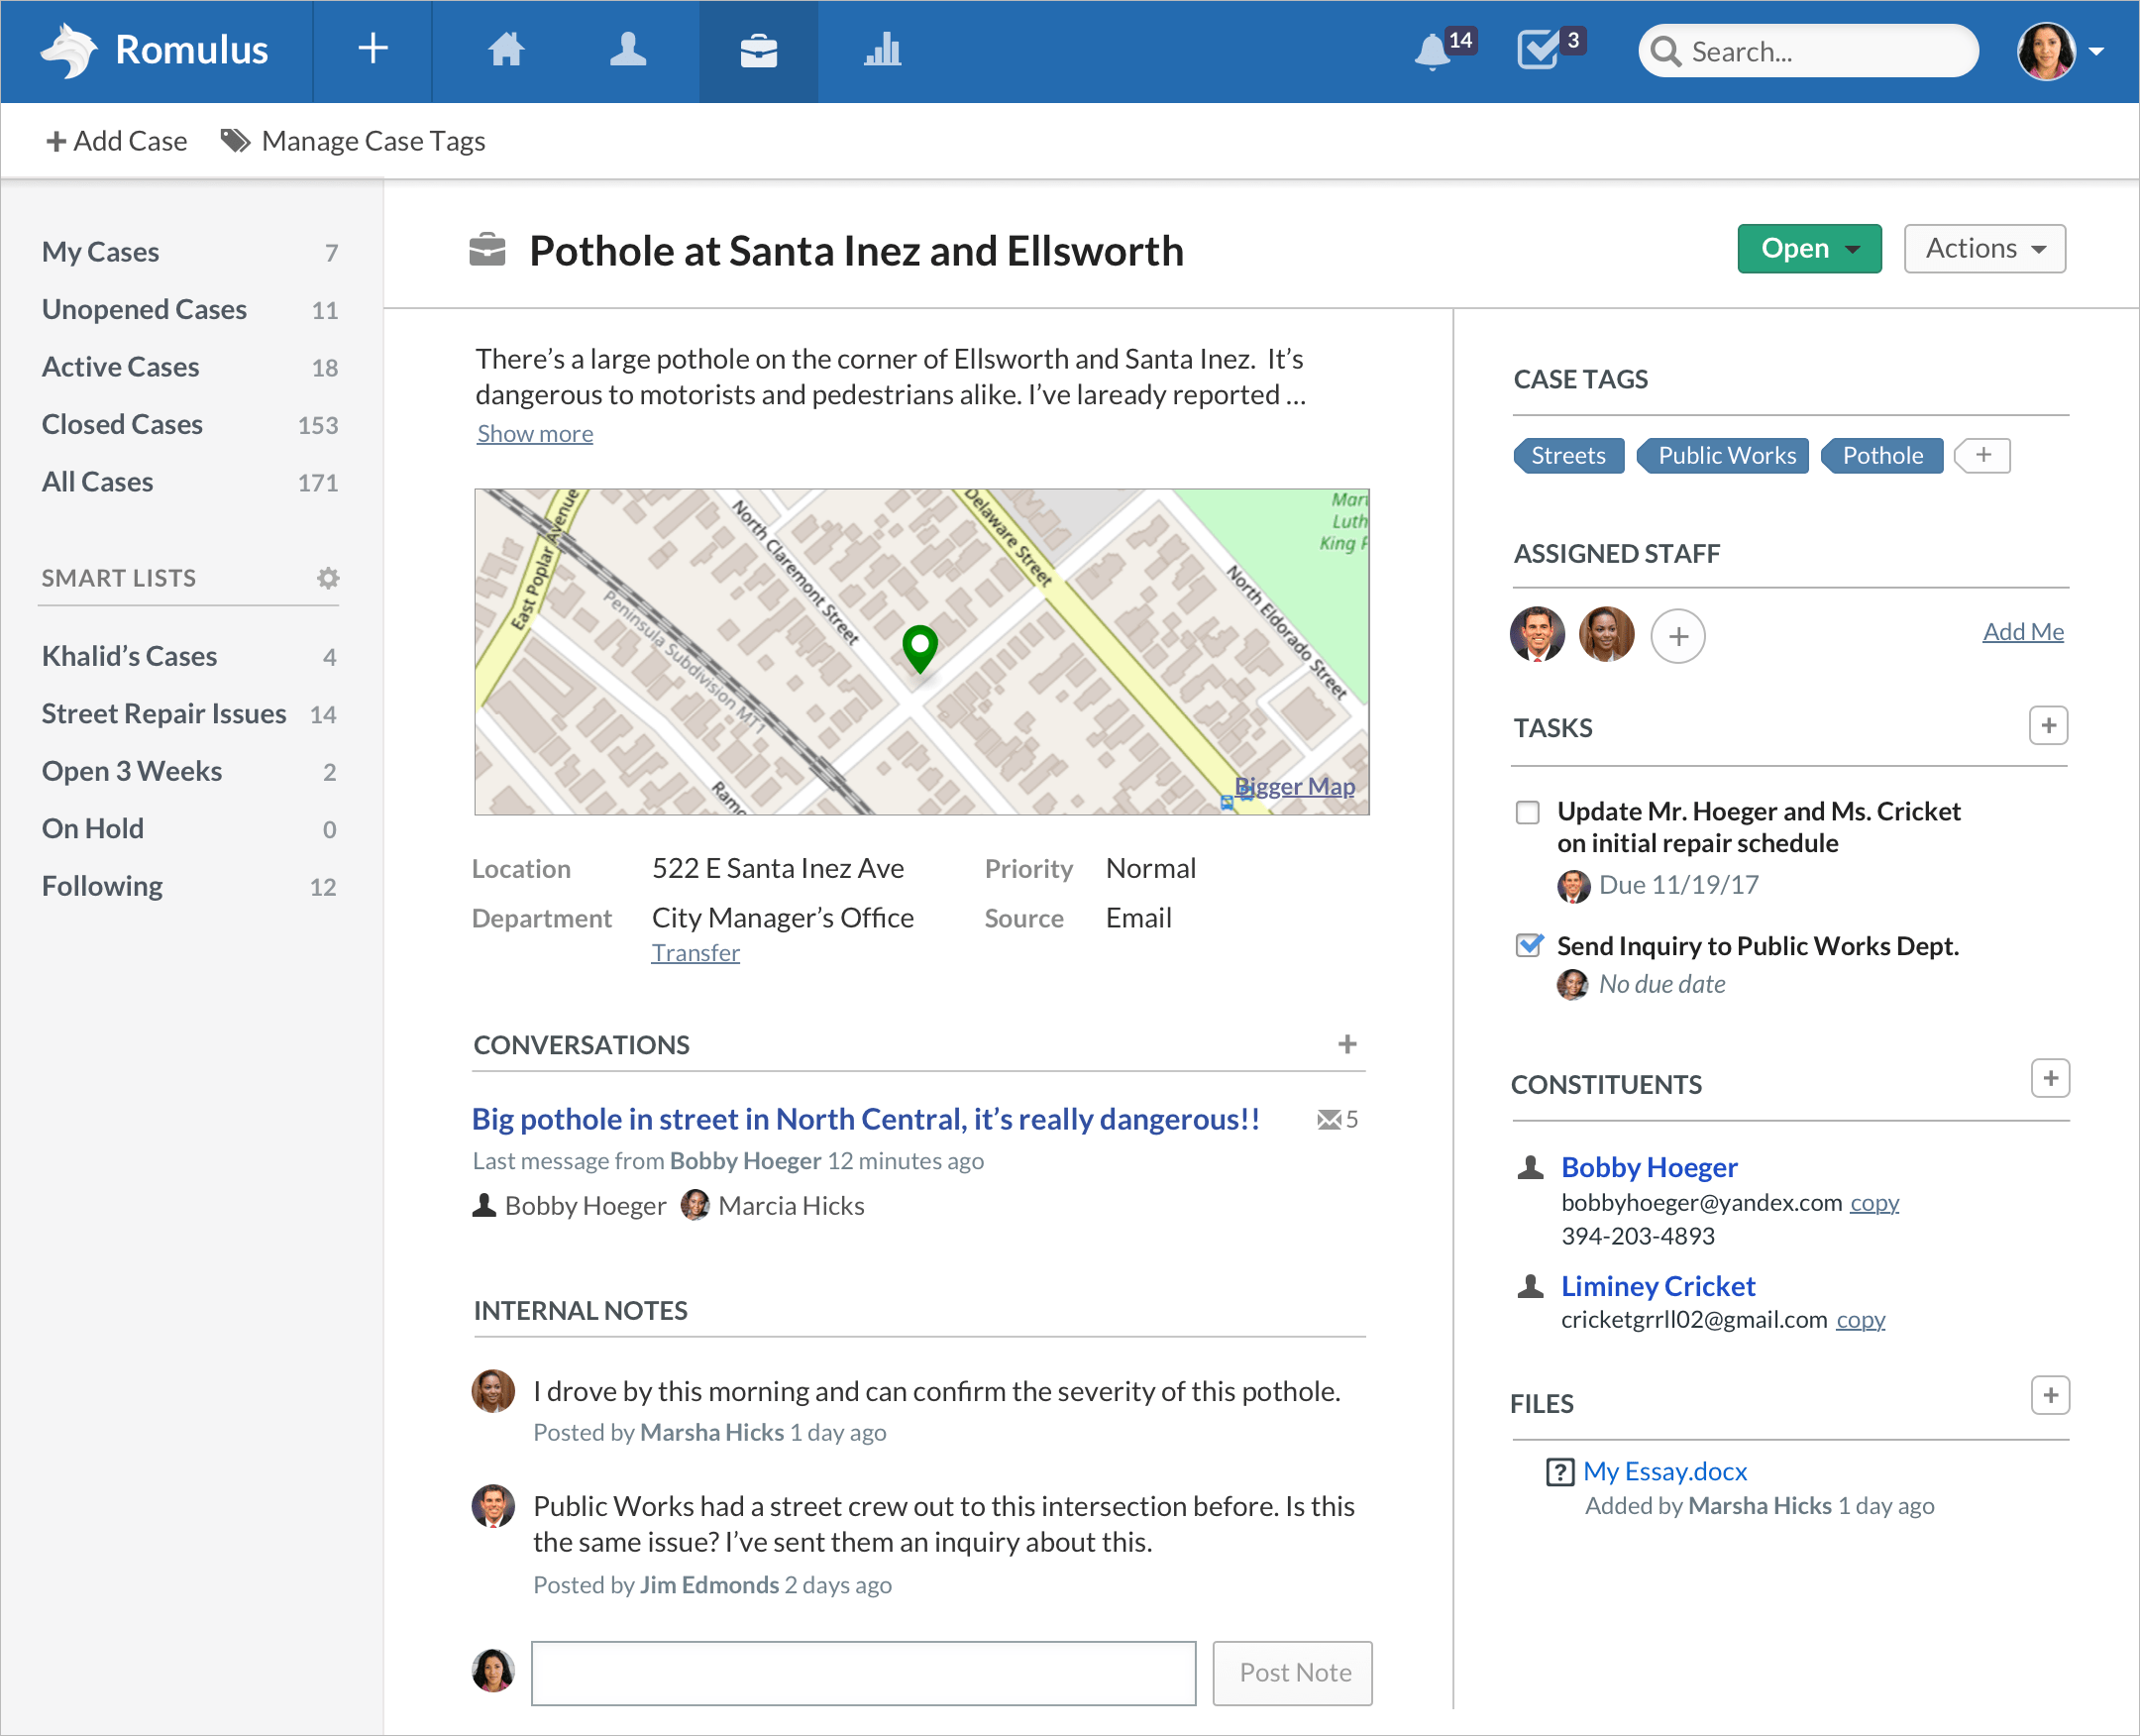 Romulus
14
3
Search...
Add Case
Manage Case Tags
My Cases 7
Unopened Cases 11
Active Cases 18
Closed Cases 153
All Cases 171
SMART LISTS
Khalid’s Cases 4
Street Repair Issues 14
Open 3 Weeks 2
On Hold 0
Following 12
Pothole at Santa Inez and Ellsworth
Open
Actions
There’s a large pothole on the corner of Ellsworth and Santa Inez. It’s
dangerous to motorists and pedestrians alike. I’ve laready reported ...
Show more
East Poplar Avenue
North Claremont Street
Peninsula Subdivision MT1
Delaware Street
North Eldorado Street
Mart
Luth
King P
Ramo
Bigger Map
Location 522 E Santa Inez Ave
Priority Normal
Department City Manager’s Office
Source Email
Transfer
CONVERSATIONS
Big pothole in street in North Central, it’s really dangerous!! 5
Last message from Bobby Hoeger 12 minutes ago
Bobby Hoeger Marcia Hicks
INTERNAL NOTES
I drove by this morning and can confirm the severity of this pothole.
Posted by Marsha Hicks 1 day ago
Public Works had a street crew out to this intersection before. Is this
the same issue? I’ve sent them an inquiry about this.
Posted by Jim Edmonds 2 days ago
Post Note
CASE TAGS
Streets Public Works Pothole +
ASSIGNED STAFF
Add Me
TASKS
Update Mr. Hoeger and Ms. Cricket
on initial repair schedule
Due 11/19/17
Send Inquiry to Public Works Dept.
No due date
CONSTITUENTS
Bobby Hoeger
bobbyhoeger@yandex.com copy
394-203-4893
Liminey Cricket
cricketgrrll02@gmail.com copy
FILES
My Essay.docx
Added by Marsha Hicks 1 day ago